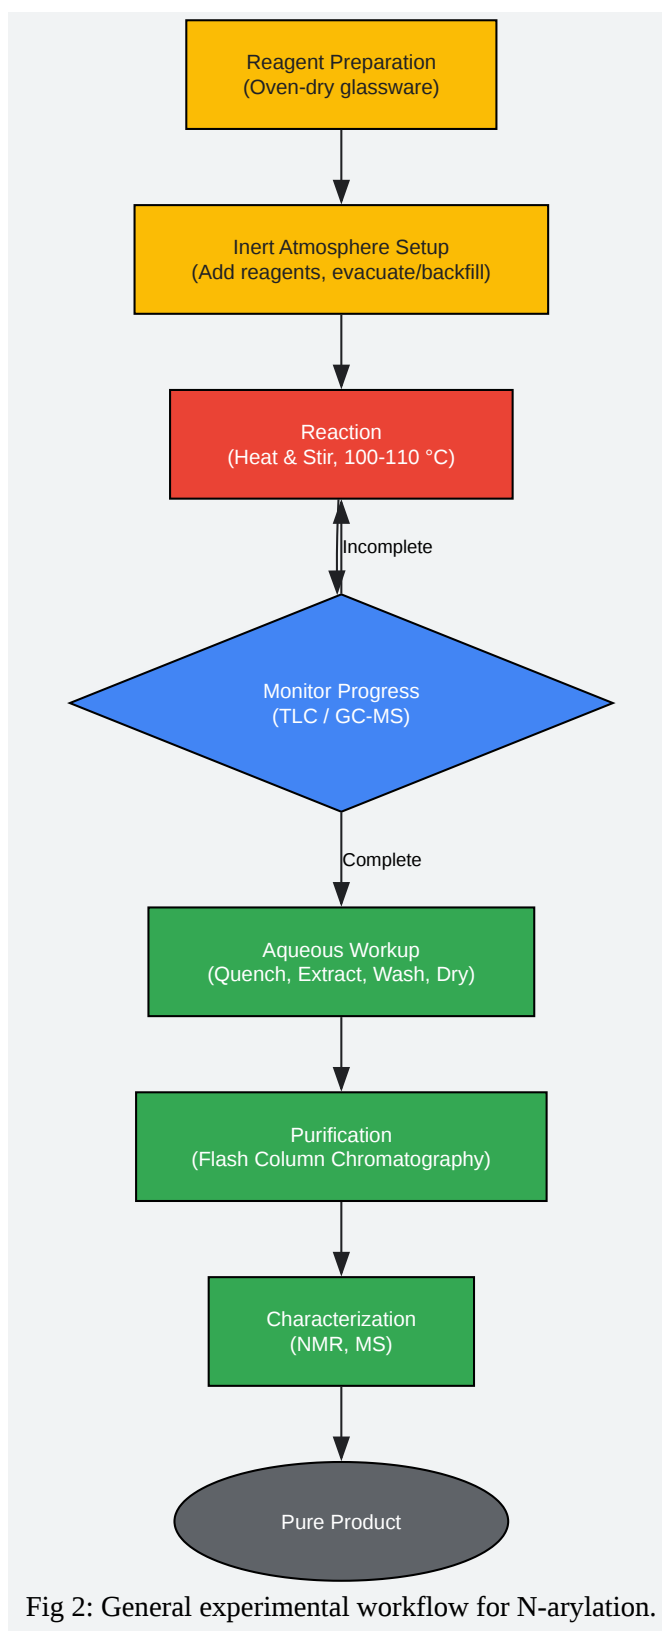 Reagent Preparation
(Oven-dry glassware)
Inert Atmosphere Setup
(Add reagents, evacuate/backfill)
Reaction
(Heat & Stir, 100-110 °C)
Incomplete
Monitor Progress
(TLC / GC-MS)
Complete
Aqueous Workup
(Quench, Extract, Wash, Dry)
Purification
(Flash Column Chromatography)
Characterization
(NMR, MS)
Pure Product
Fig 2: General experimental workflow for N-arylation.